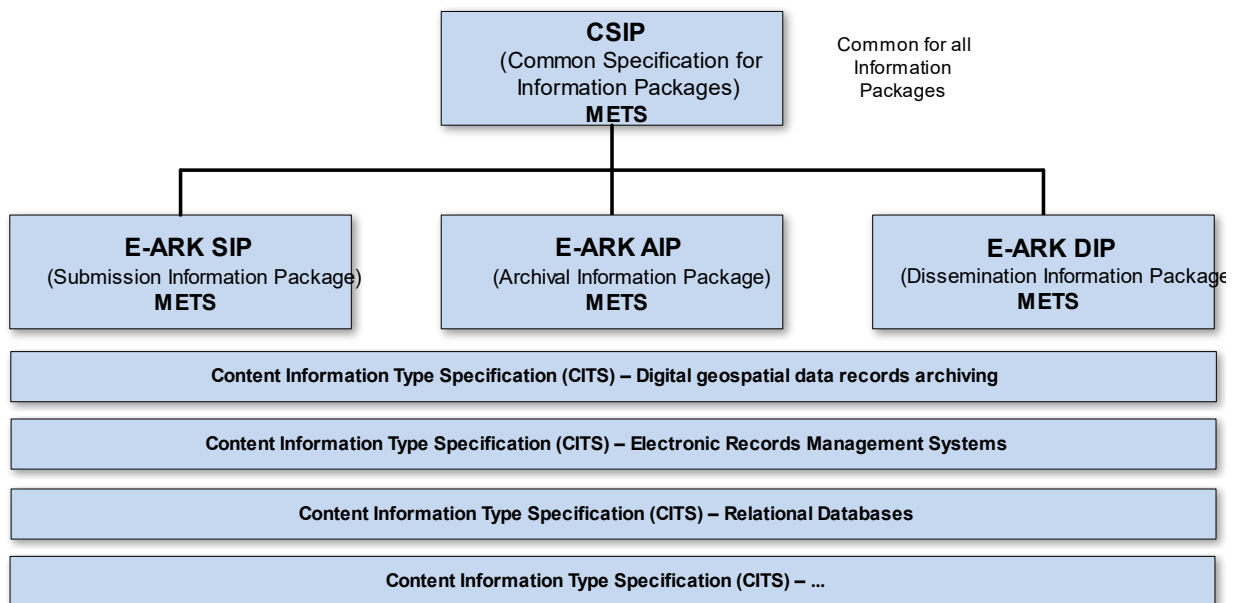 CSIP
(Common Specification for
Information Packages)
METS
Common for all
Information
Packages
E-ARK SIP
(Submission Information Package)
METS
E-ARK AIP
(Archival Information Package)
METS
E-ARK DIP
(Dissemination Information Package
METS
Content Information Type Specification (CITS) – Digital geospatial data records archiving
Content Information Type Specification (CITS) – Electronic Records Management Systems
Content Information Type Specification (CITS) – Relational Databases
Content Information Type Specification (CITS) – ...